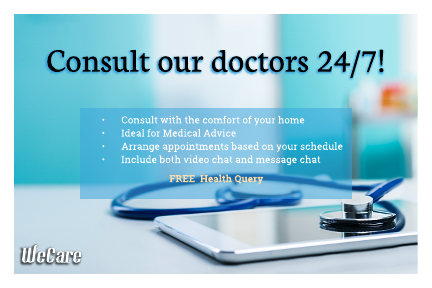 Consult our doctors 24/7!
• Consult with the comfort of your home
• Ideal for Medical Advice
• Arrange appointments based on your schedule
• Include both video chat and message chat
FREE Health Query
WeCare